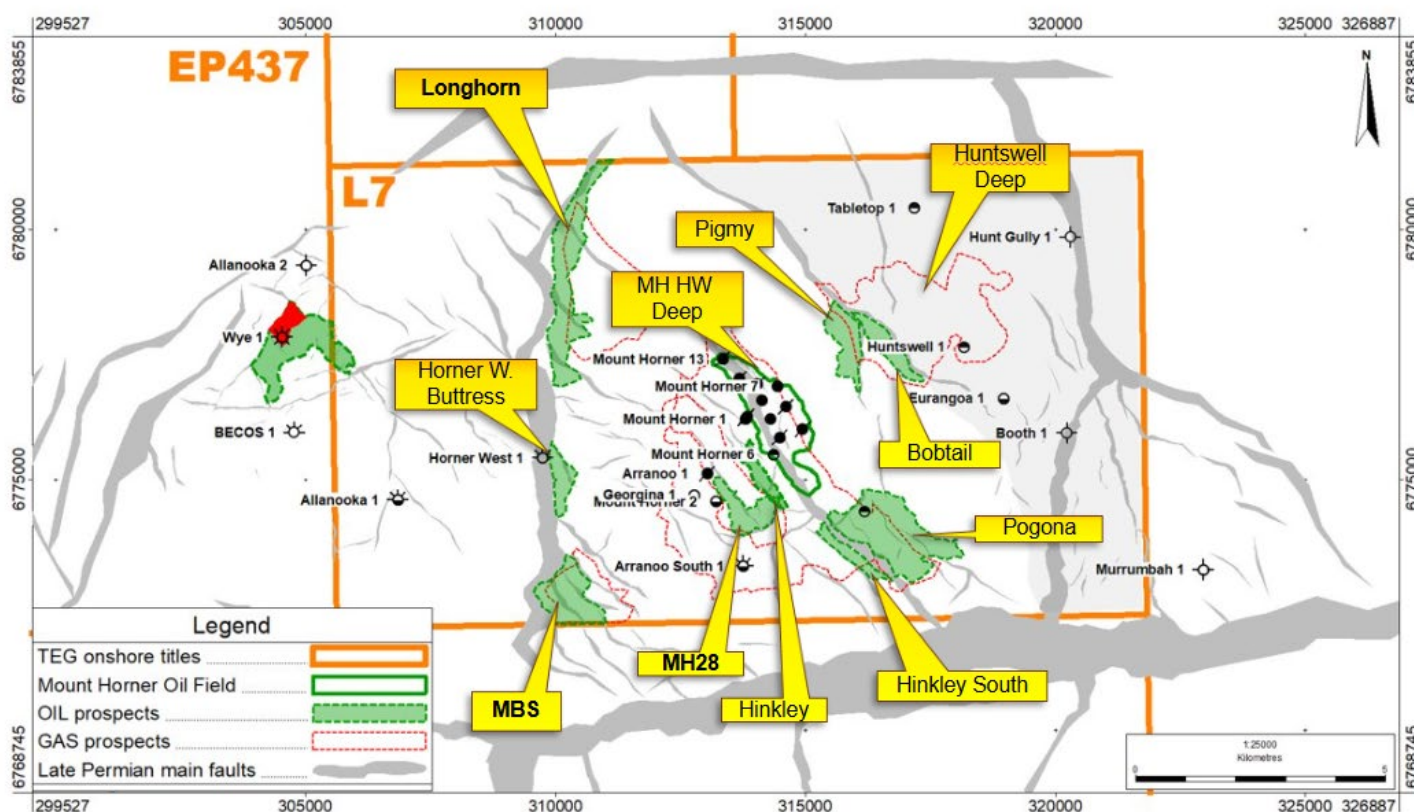 299527 305000 310000 315000 320000 325000 326887
6783855
6783855
EP437
N
Longhorn
Huntswell
Deep
L7
Tabletop 1
6780000
6780000
Pigmy
Hunt Gully 1
Allanooka 2
MH HW
Deep
Wye 1
Huntswell 1
Mount Horner 13
Horner W.
Buttress
Mount Horner 7
Eurangoa 1
Mount Horner 1
BECOS 1
Booth 1
Bobtail
Horner West 1
Mount Horner 6
Arranoo 1
6775000
6775000
Georgina 1
Allanooka 1
Mount Horner 2
Pogona
Arranoo South 1
Murrumbah 1
Legend
TEG onshore titles
Mount Horner Oil Field
OIL prospects
GAS prospects
Late Permian main faults
MH28
Hinkley South
MBS
Hinkley
1:25000
Kilometres
0 5
6768745
6768745
299527 305000 310000 315000 320000 325000 326887